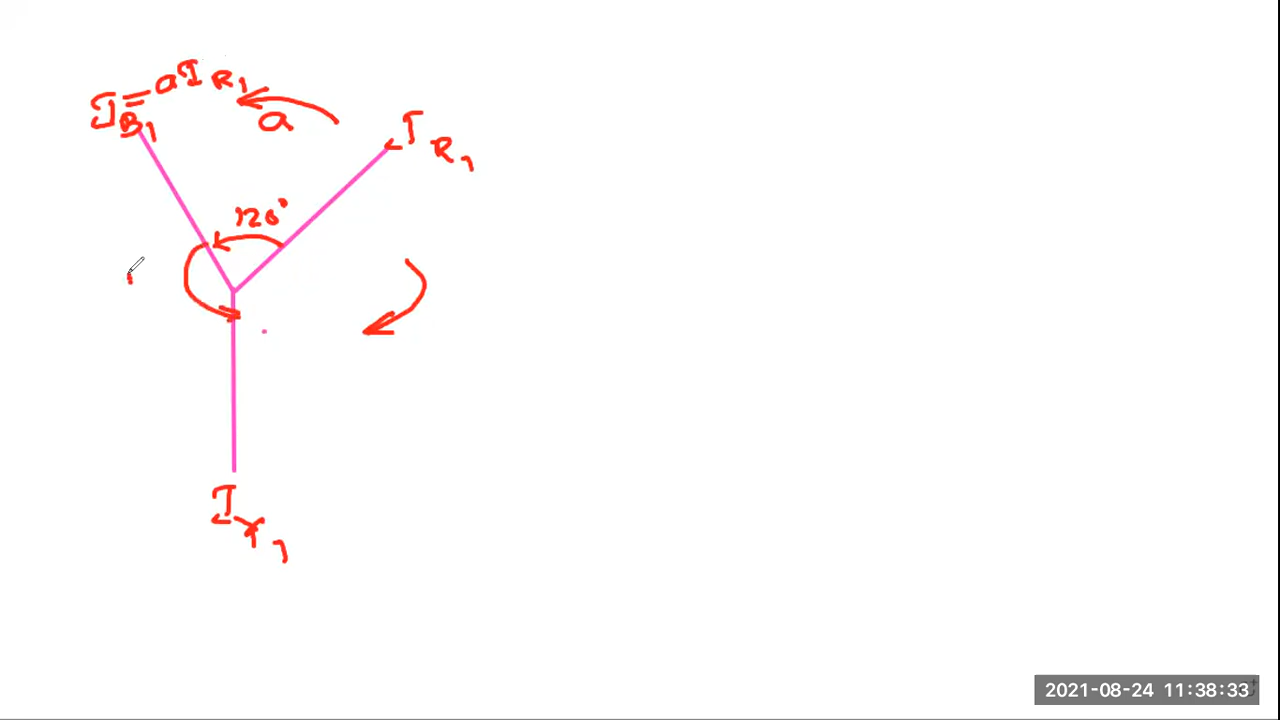 I_B1 = a I_R1
a
I_R1
120°
I_Y1
2021-08-24 11:38:33